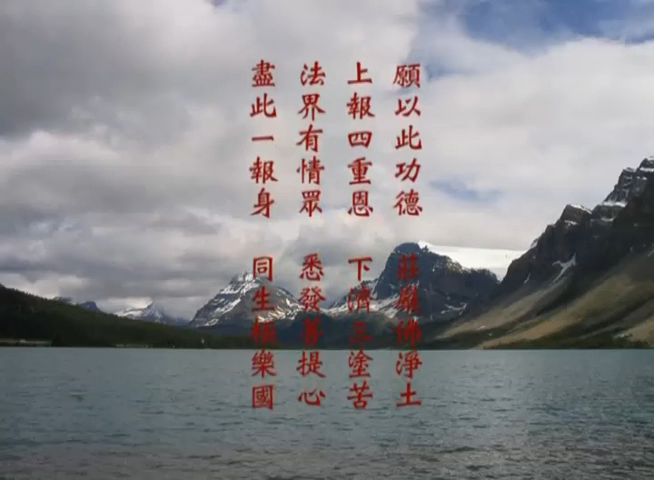 願以此功德 莊嚴佛淨土
上報四重恩 下濟三塗苦
法界有情眾 悉發菩提心
盡此一報身 同生極樂國